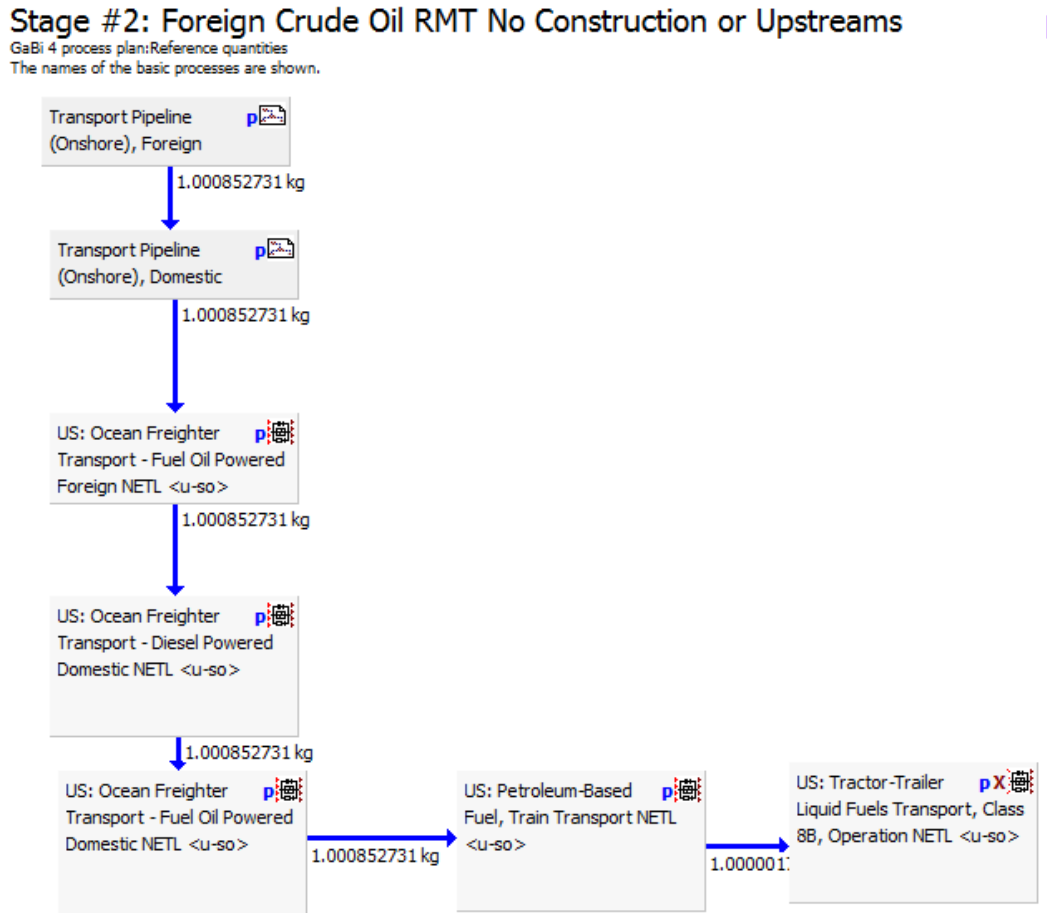 Stage #2: Foreign Crude Oil RMT No Construction or Upstreams
GaBi 4 process plan:Reference quantities
The names of the basic processes are shown.
Transport Pipeline p
(Onshore), Foreign
1.000852731 kg
Transport Pipeline p
(Onshore), Domestic
1.000852731 kg
US: Ocean Freighter p
Transport - Fuel Oil Powered
Foreign NETL <u-so>
1.000852731 kg
US: Ocean Freighter p
Transport - Diesel Powered
Domestic NETL <u-so>
1.000852731 kg
US: Ocean Freighter p
Transport - Fuel Oil Powered
Domestic NETL <u-so>
1.000852731 kg
US: Petroleum-Based p
Fuel, Train Transport NETL
<u-so>
US: Tractor-Trailer p X
Liquid Fuels Transport, Class
8B, Operation NETL <u-so>